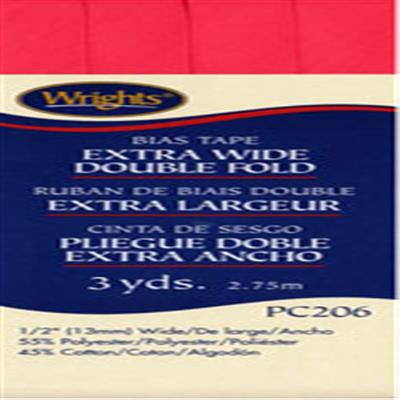 Wrights®
BIAS TAPE
EXTRA WIDE
DOUBLE FOLD
RUBAN DE BIAIS DOUBLE
EXTRA LARGEUR
CINTA DE SESGO
PLIEGUE DOBLE
EXTRA ANCHO
3 yds. 2.75m
PC206
1/2" (13mm) Wide/De large/Ancho
55% Polyester/Polyester/Poliéster
45% Cotton/Coton/Algodón